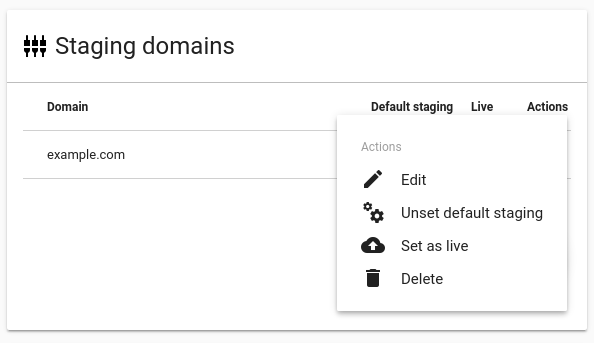 Staging domains
Domain Default staging Live Actions
example.com
Actions
Edit
Unset default staging
Set as live
Delete